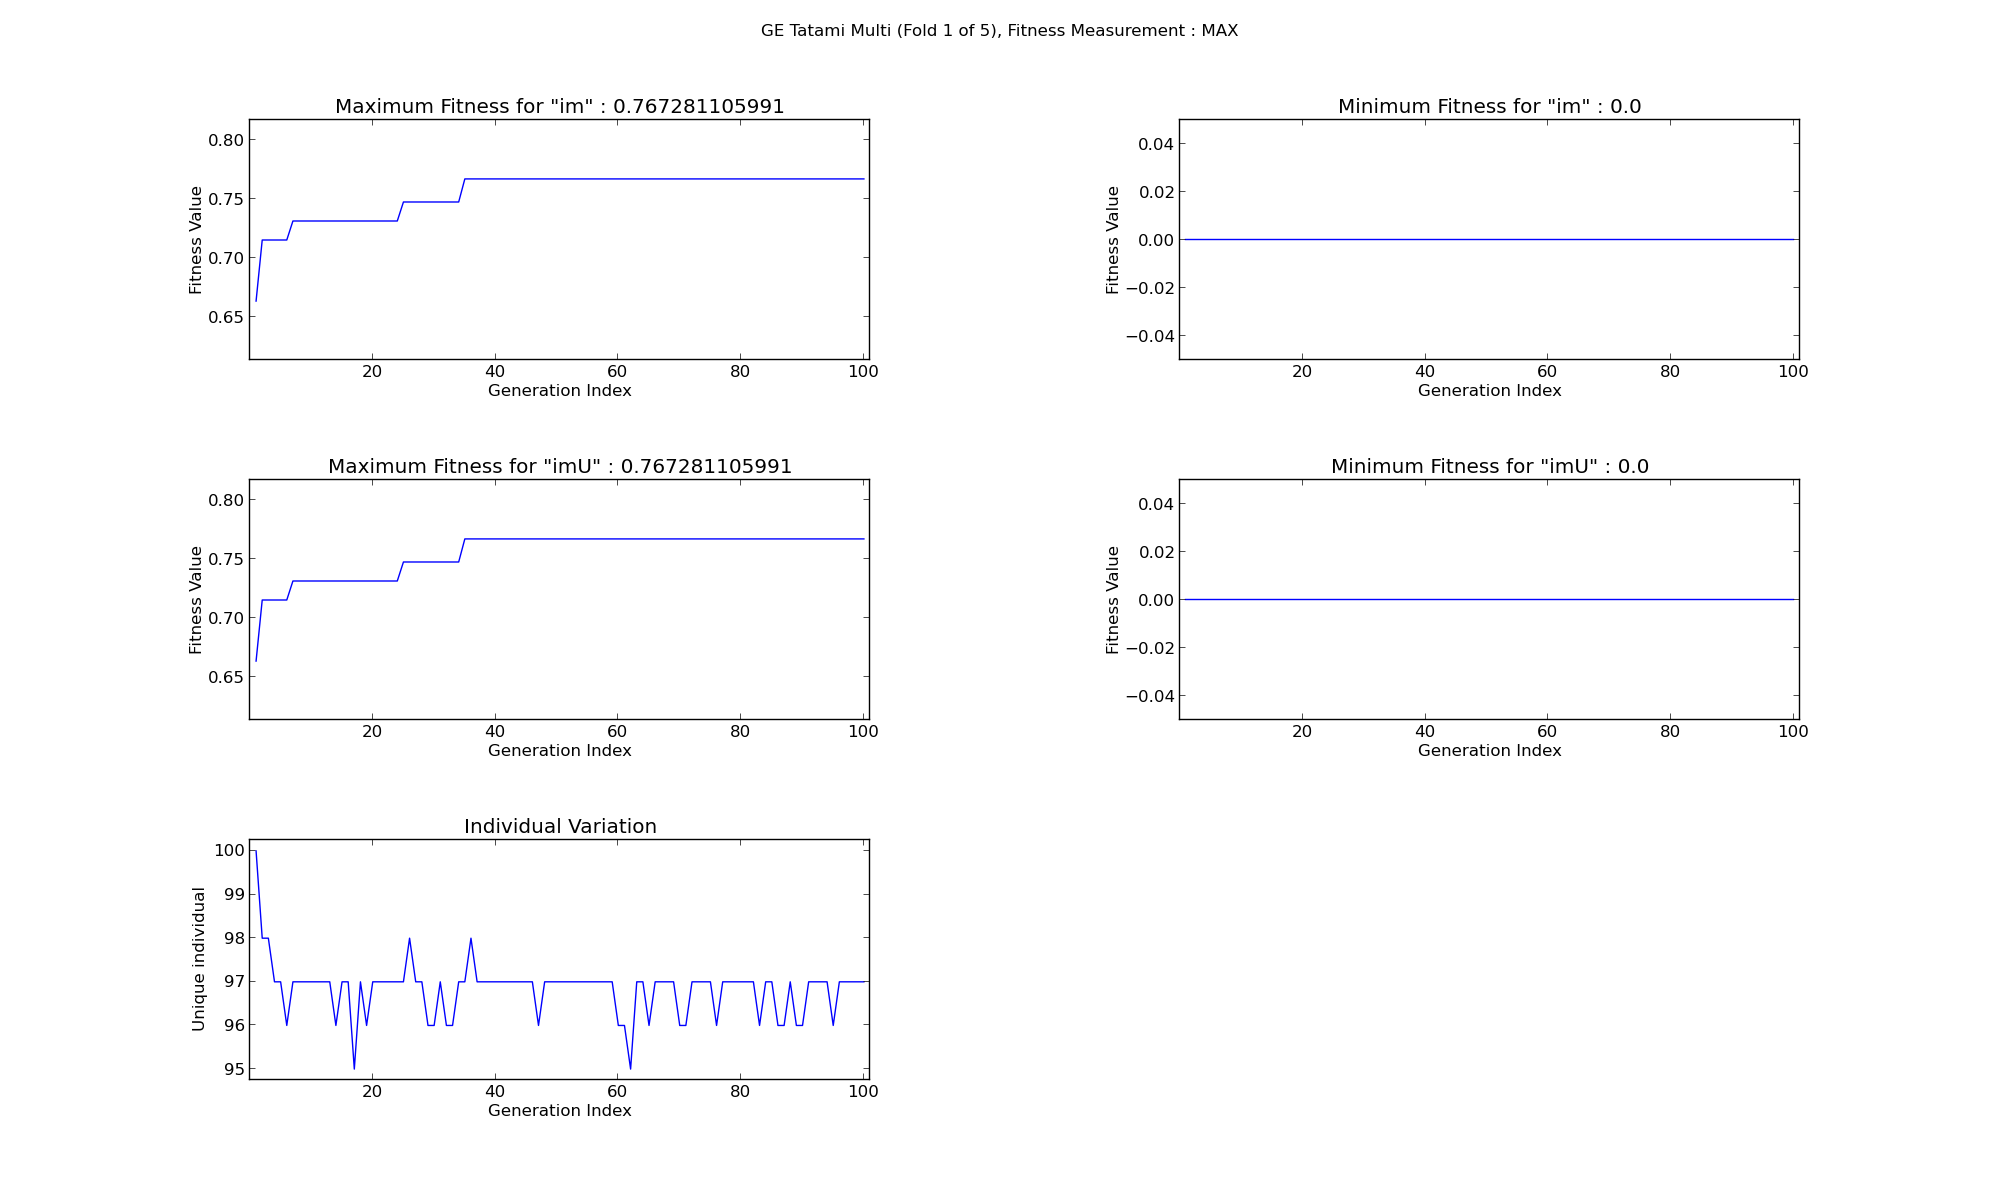 GE Tatami Multi (Fold 1 of 5), Fitness Measurement : MAX
Maximum Fitness for "im" : 0.767281105991
0.80
0.75
0.70
0.65
Fitness Value
20 40 60 80 100
Generation Index
Minimum Fitness for "im" : 0.0
0.04
0.02
0.00
−0.02
−0.04
Fitness Value
20 40 60 80 100
Generation Index
Maximum Fitness for "imU" : 0.767281105991
0.80
0.75
0.70
0.65
Fitness Value
20 40 60 80 100
Generation Index
Minimum Fitness for "imU" : 0.0
0.04
0.02
0.00
−0.02
−0.04
Fitness Value
20 40 60 80 100
Generation Index
Individual Variation
100
99
98
97
96
95
Unique individual
20 40 60 80 100
Generation Index